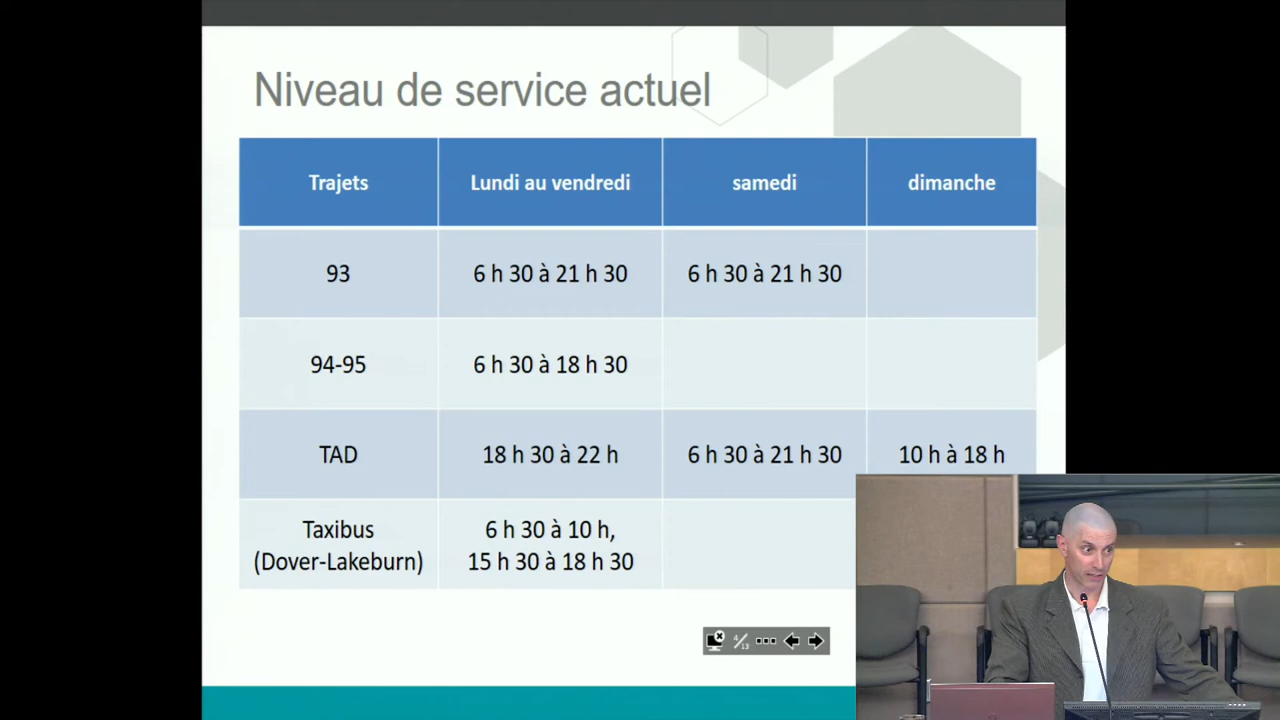 Niveau de service actuel
Trajets Lundi au vendredi samedi dimanche
93 6 h 30 à 21 h 30 6 h 30 à 21 h 30
94-95 6 h 30 à 18 h 30
TAD 18 h 30 à 22 h 6 h 30 à 21 h 30 10 h à 18 h
Taxibus 6 h 30 à 10 h,
(Dover-Lakeburn) 15 h 30 à 18 h 30
4/13